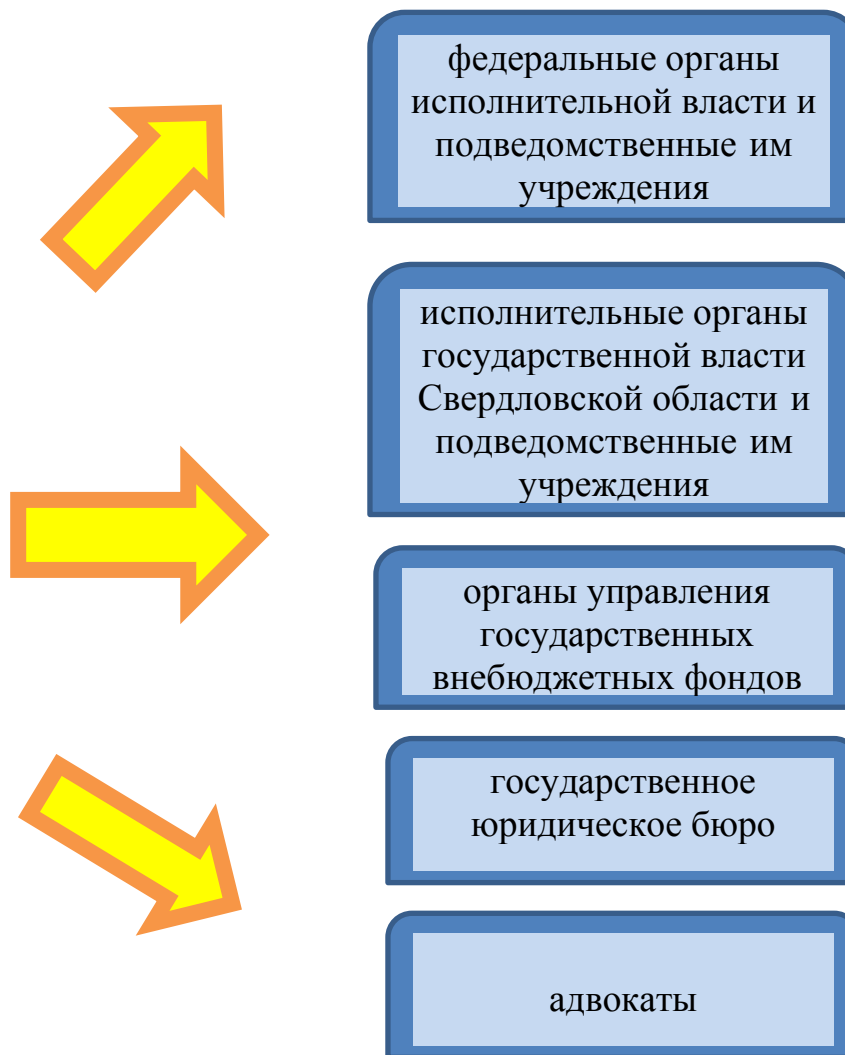 федеральные органы
исполнительной власти и
подведомственные им
учреждения
исполнительные органы
государственной власти
Свердловской области и
подведомственные им
учреждения
органы управления
государственных
внебюджетных фондов
государственное
юридическое бюро
адвокаты